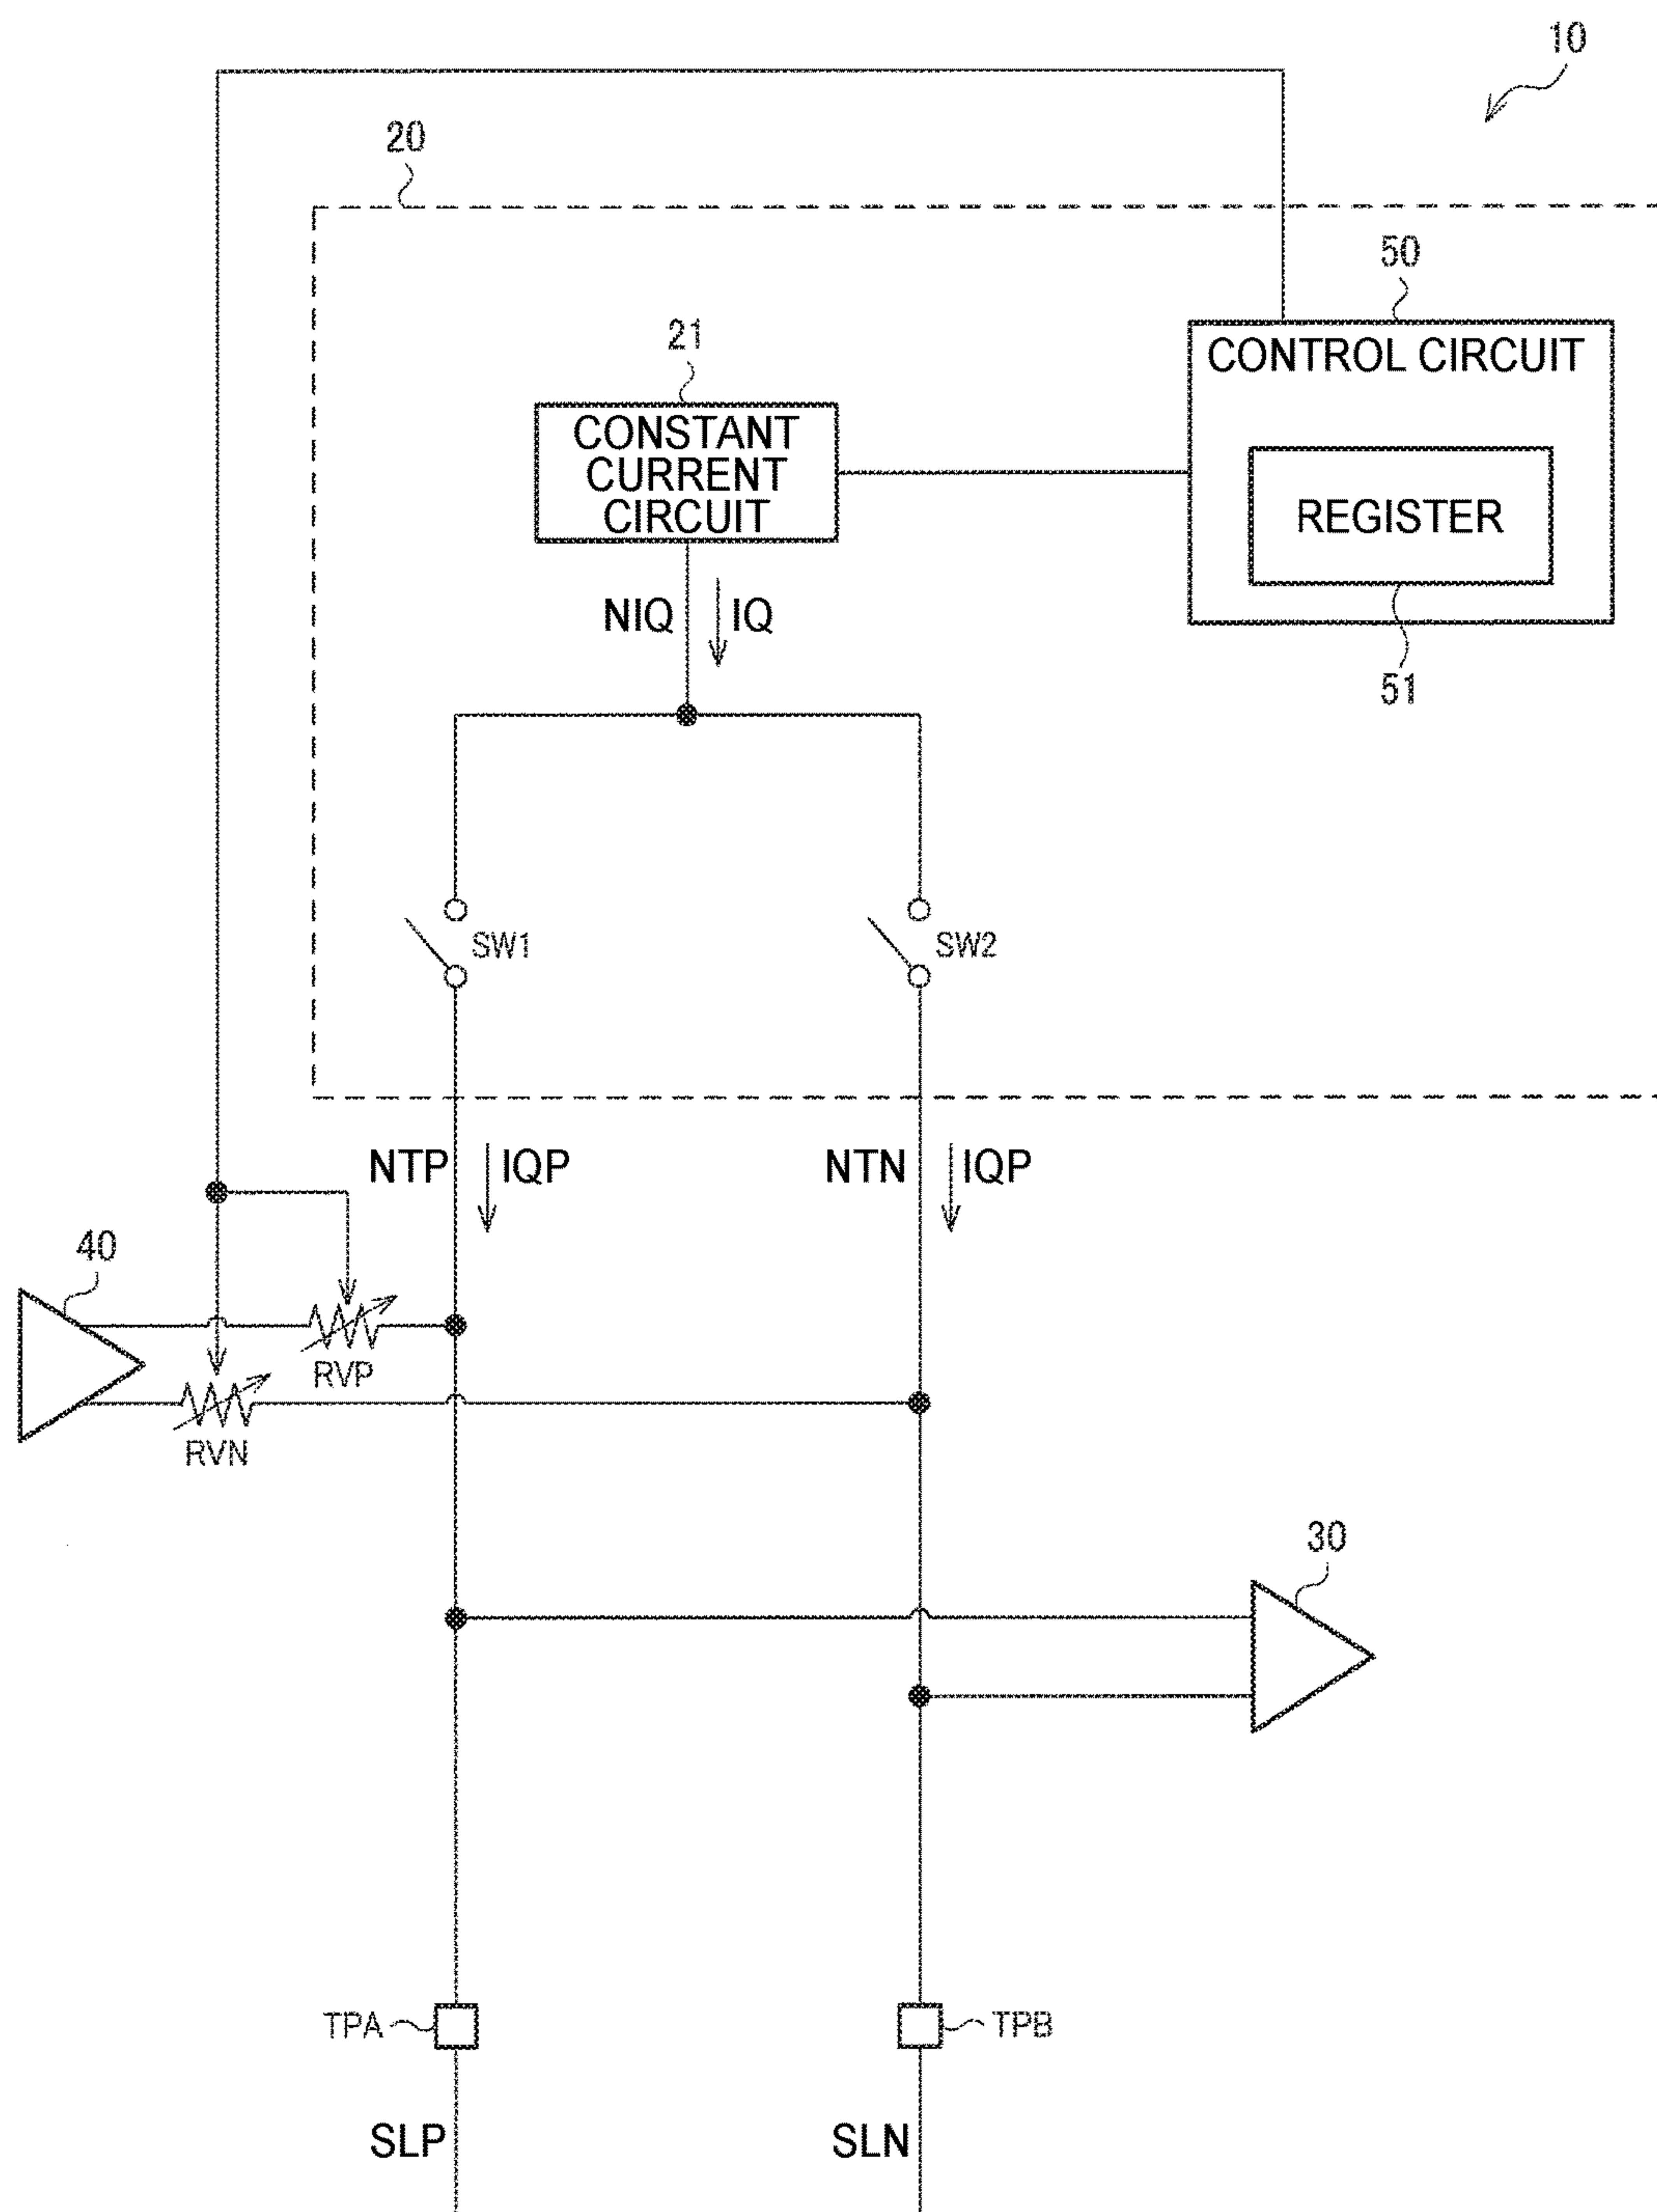 10
20
50
CONTROL CIRCUIT
21
CONSTANT
CURRENT
CIRCUIT
REGISTER
NIQ IQ
51
SW1 SW2
NTP IQP NTN IQP
40
RVP
RVN
30
TPA TPB
SLP SLN